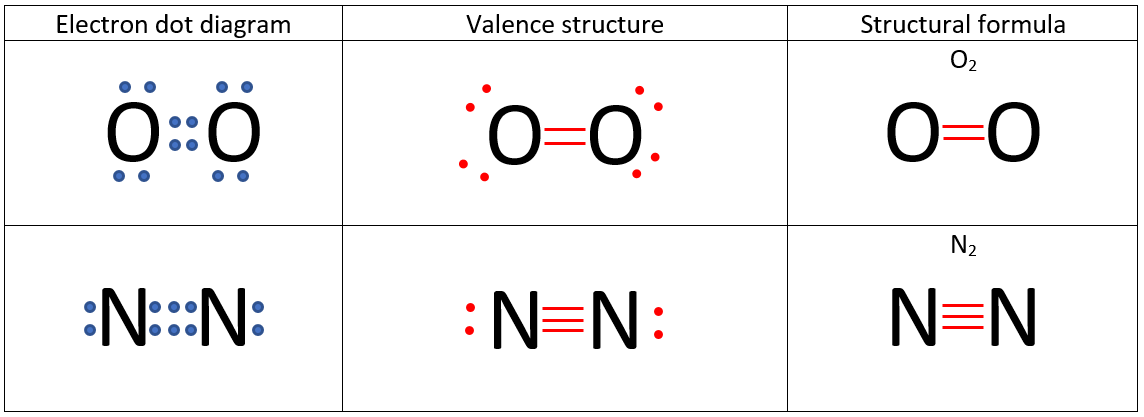 Electron dot diagram Valence structure Structural formula
O₂
O O O=O O=O
N₂
N N N≡N N≡N